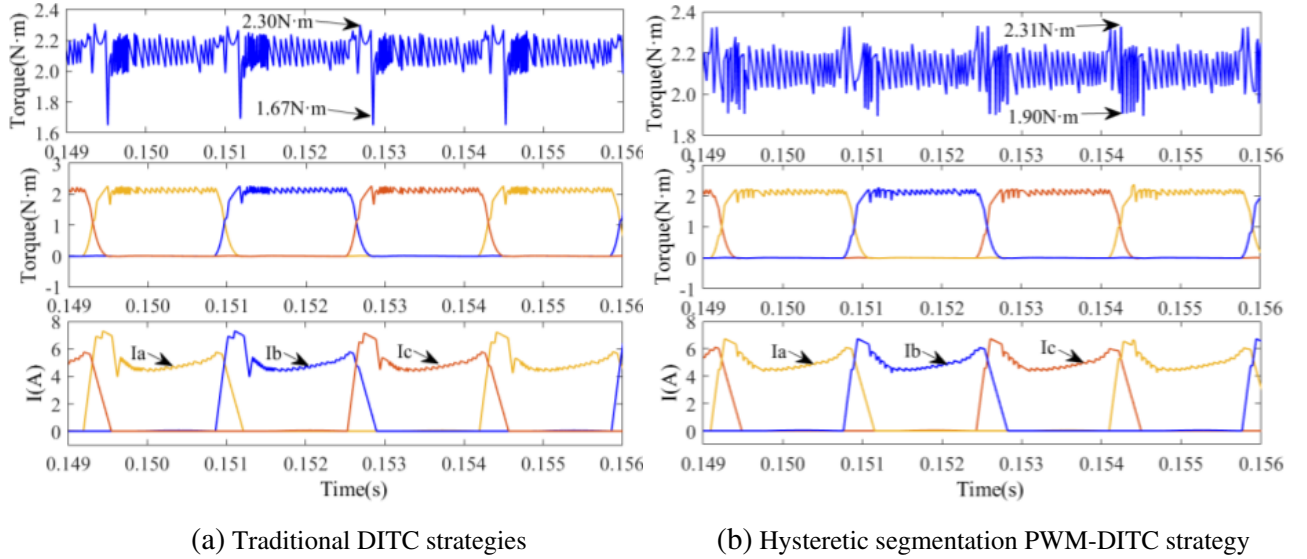 Torque(N·m)
2.4
2.2
2.0
1.8
1.6
2.30N·m
1.67N·m
0.149 0.150 0.151 0.152 0.153 0.154 0.155 0.156
Torque(N·m)
3
2
1
0
-1
0.149 0.150 0.151 0.152 0.153 0.154 0.155 0.156
I(A)
8
6
4
2
0
Ia Ib Ic
0.149 0.150 0.151 0.152 0.153 0.154 0.155 0.156
Time(s)
(a) Traditional DITC strategies
Torque(N·m)
2.4
2.2
2.0
1.8
2.31N·m
1.90N·m
0.149 0.150 0.151 0.152 0.153 0.154 0.155 0.156
Torque(N·m)
3
2
1
0
-1
0.149 0.150 0.151 0.152 0.153 0.154 0.155 0.156
I(A)
8
6
4
2
0
Ia Ib Ic
0.149 0.150 0.151 0.152 0.153 0.154 0.155 0.156
Time(s)
(b) Hysteretic segmentation PWM-DITC strategy